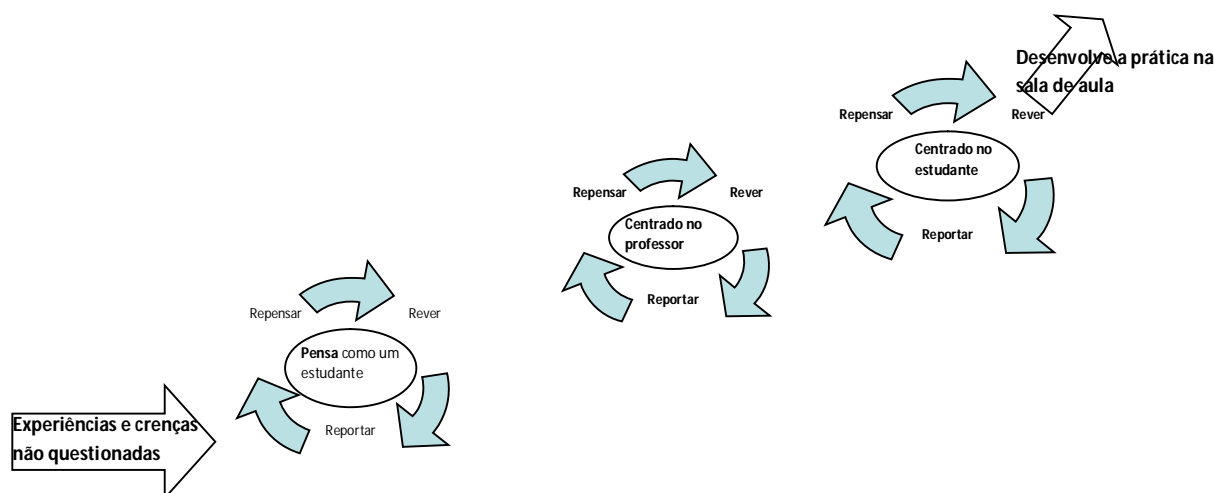 Experiências e crenças
não questionadas
Repensar
Rever
Pensa como um
estudante
Reportar
Repensar
Rever
Centrado no
professor
Reportar
Repensar
Rever
Centrado no
estudante
Reportar
Desenvolve a prática na
sala de aula